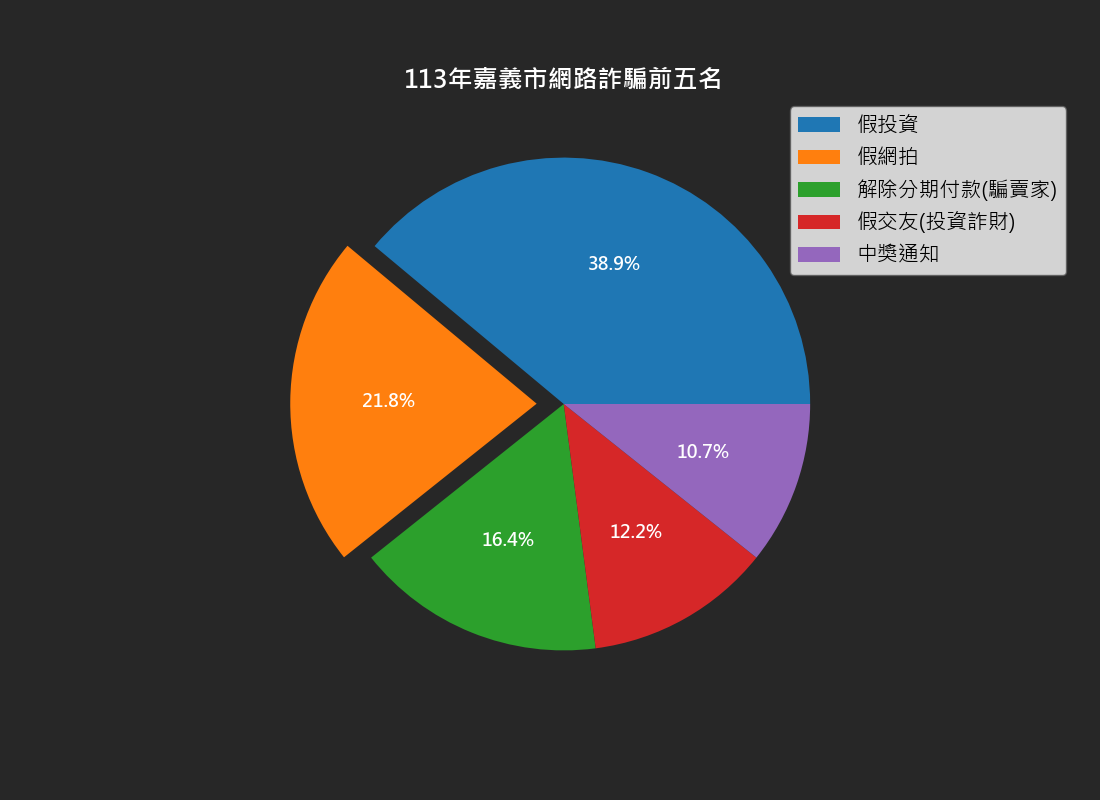 113年嘉義市網路詐騙前五名
假投資
假網拍
解除分期付款(騙賣家)
假交友(投資詐財)
中獎通知
38.9%
21.8%
16.4%
12.2%
10.7%